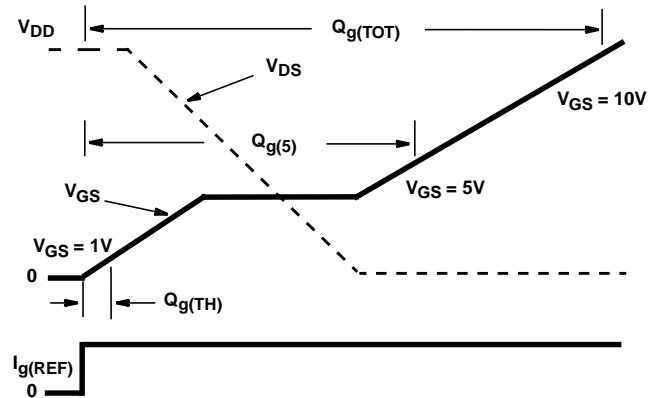 V_DD
Q_g(TOT)
V_DS
V_GS = 10V
Q_g(5)
V_GS
V_GS = 5V
V_GS = 1V
0
Q_g(TH)
I_g(REF)
0